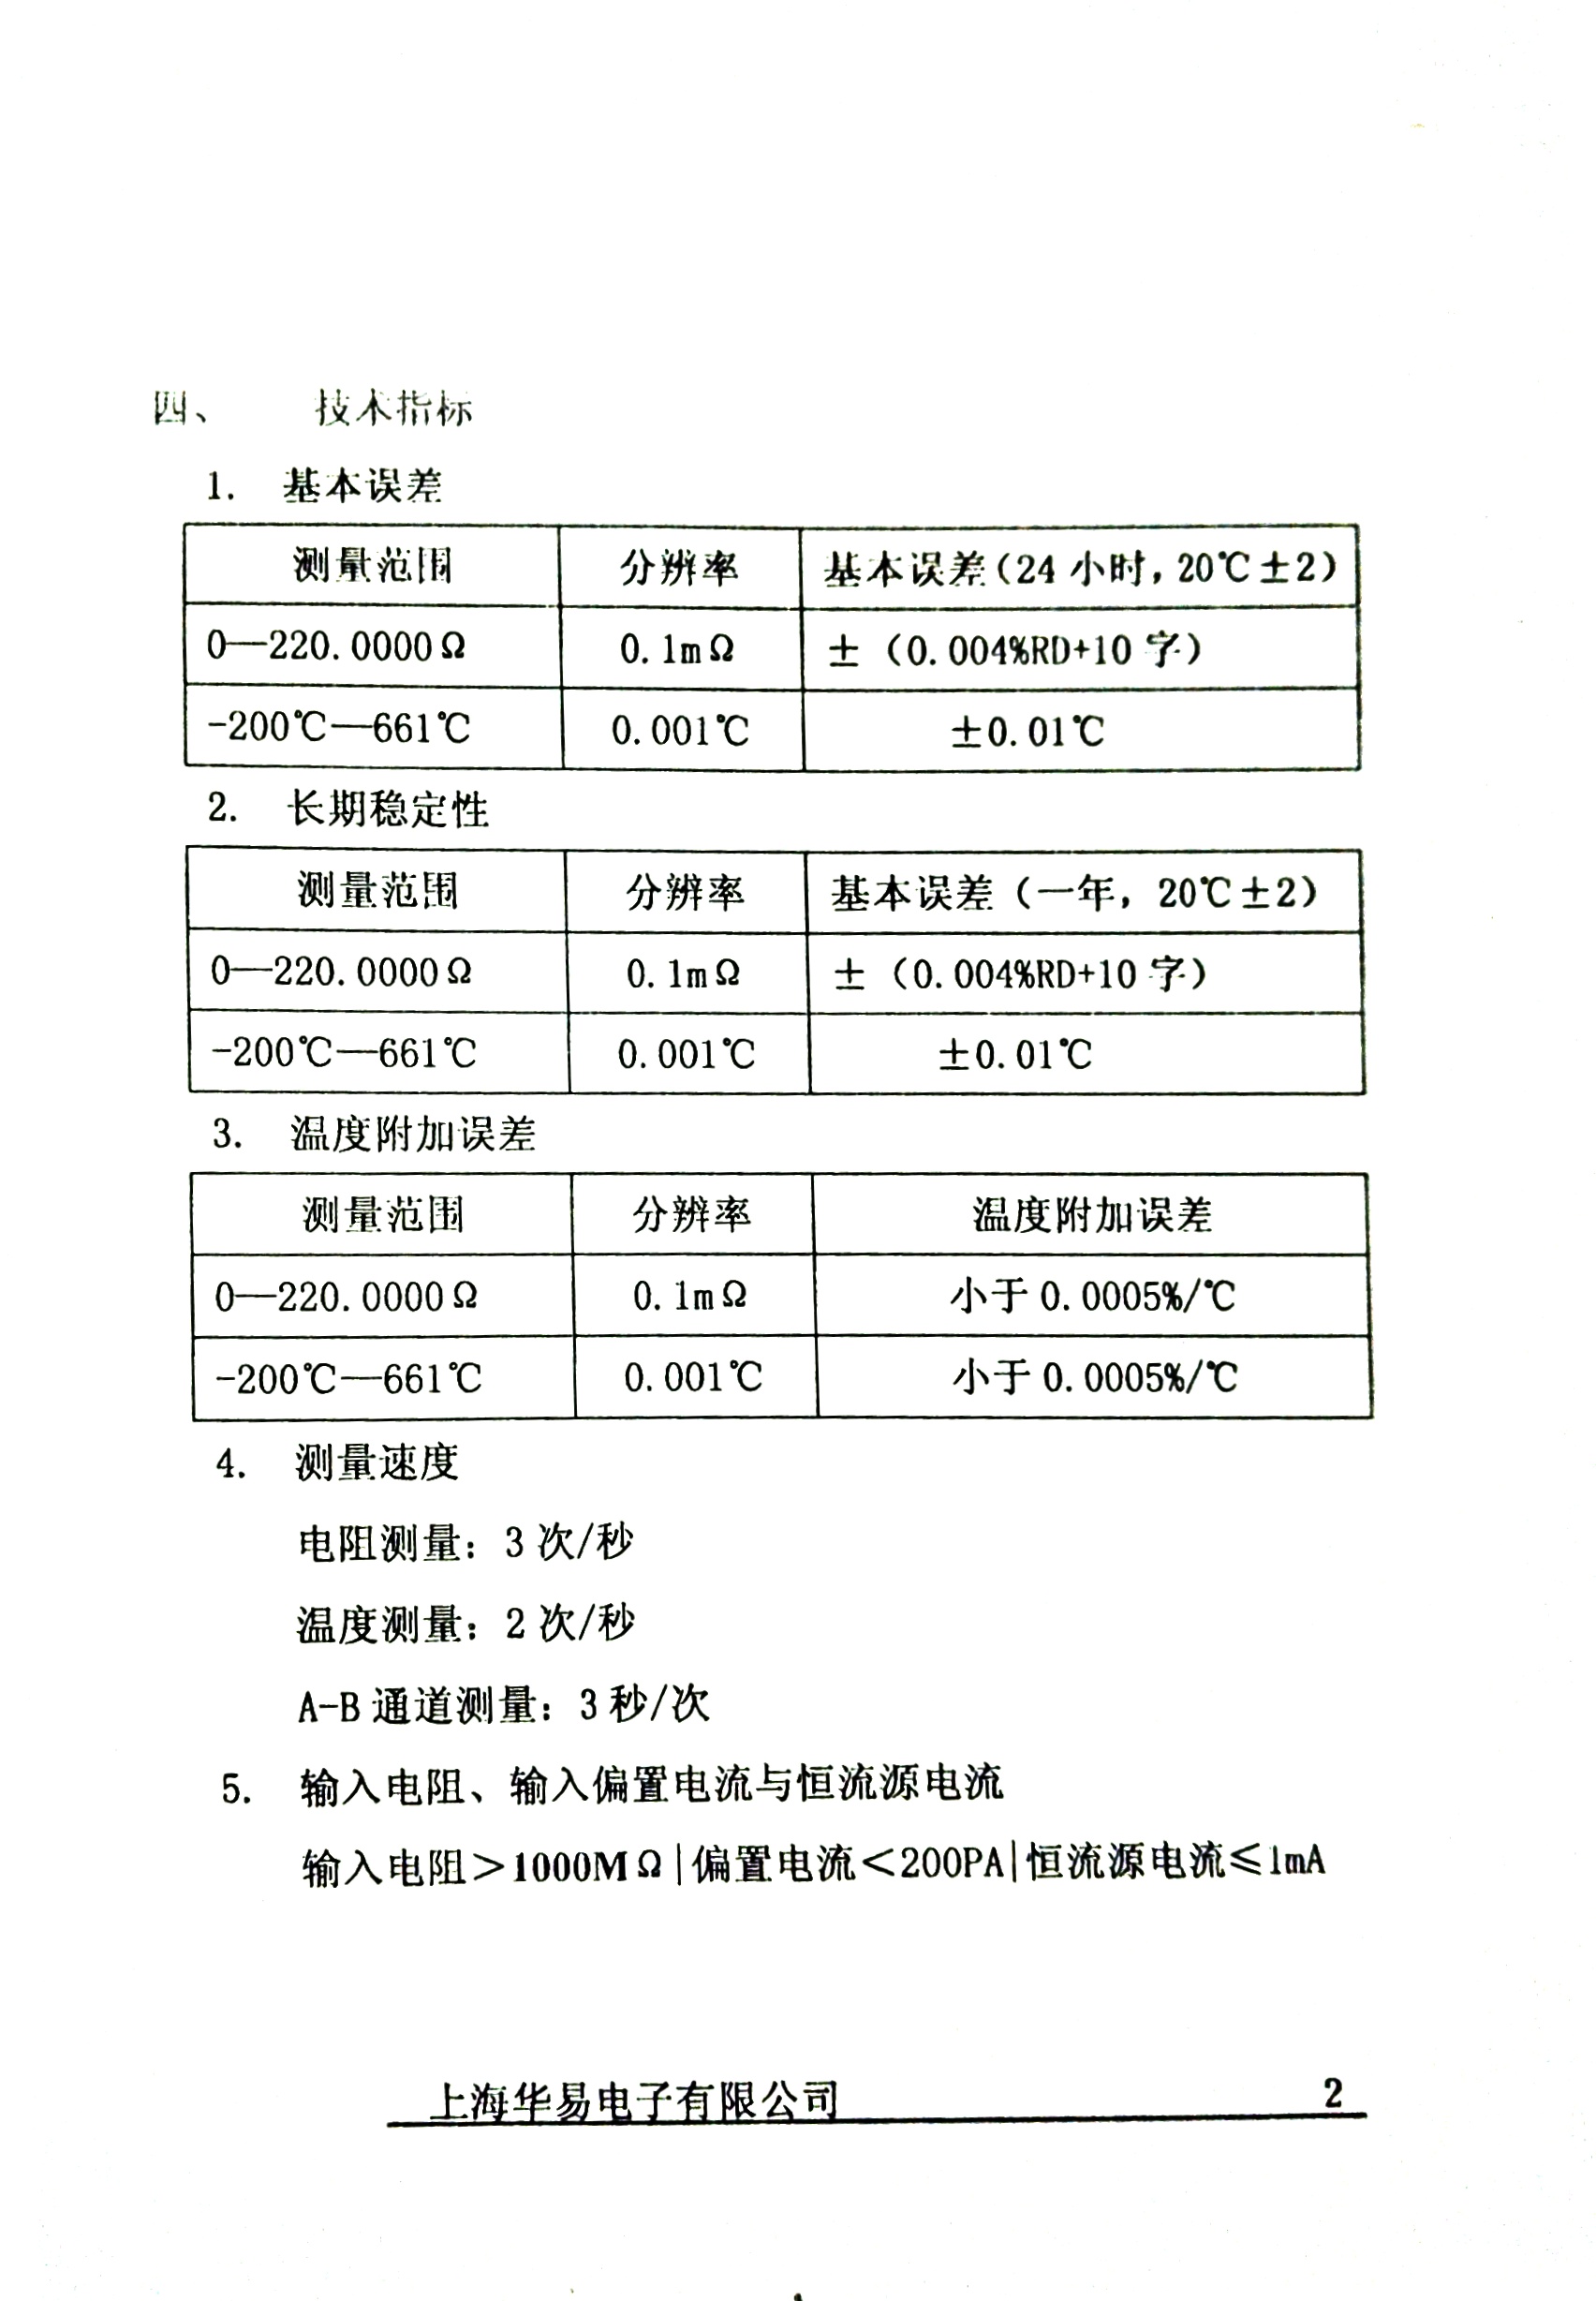 四、 技术指标
1. 基本误差
测量范围 分辨率 基本误差(24 小时, 20℃±2)
0—220.0000Ω 0.1mΩ ±（0.004%RD+10 字）
-200℃—661℃ 0.001℃ ±0.01℃
2. 长期稳定性
测量范围 分辨率 基本误差（一年，20℃±2）
0—220.0000Ω 0.1mΩ ±（0.004%RD+10 字）
-200℃—661℃ 0.001℃ ±0.01℃
3. 温度附加误差
测量范围 分辨率 温度附加误差
0—220.0000Ω 0.1mΩ 小于 0.0005%/℃
-200℃—661℃ 0.001℃ 小于 0.0005%/℃
4. 测量速度
电阻测量：3 次/秒
温度测量：2 次/秒
A-B 通道测量：3 秒/次
5. 输入电阻、输入偏置电流与恒流源电流
输入电阻＞1000MΩ|偏置电流＜200PA|恒流源电流≤1mA
上海华易电子有限公司 2